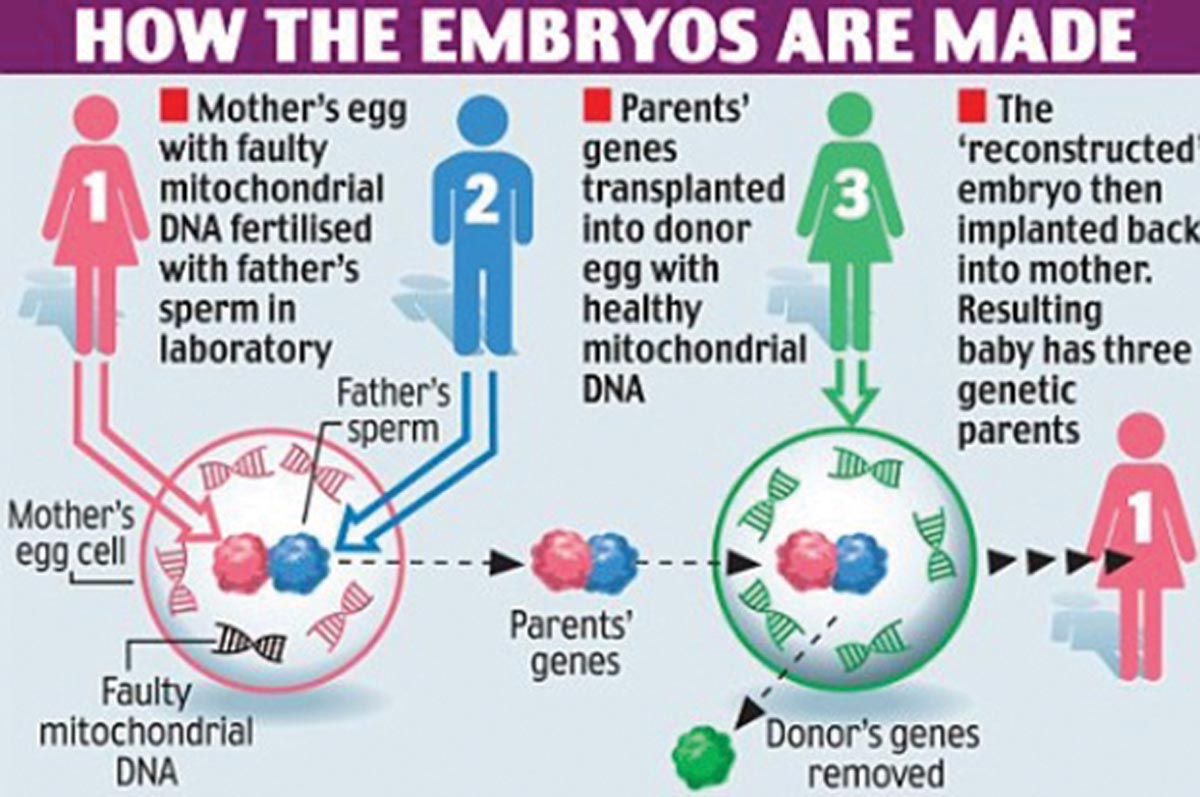 HOW THE EMBRYOS ARE MADE
1
Mother's egg
with faulty
mitochondrial
DNA fertilised
with father's
sperm in
laboratory
2
Parents'
genes
transplanted
into donor
egg with
healthy
mitochondrial
DNA
3
The
'reconstructed'
embryo then
implanted back
into mother.
Resulting
baby has three
genetic
parents
Father's
sperm
Mother's
egg cell
Faulty
mitochondrial
DNA
Parents'
genes
Donor's genes
removed
1